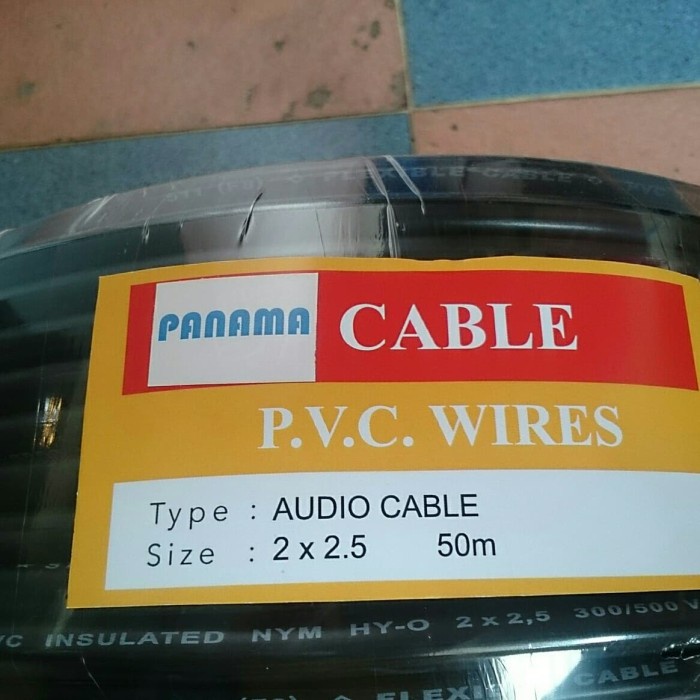 FLEXIBLE CABLE
PANAMA CABLE
P.V.C. WIRES
Type : AUDIO CABLE
Size : 2 x 2.5 50m
INSULATED NYM HY-O 2 x 2,5 300/500
CABLE